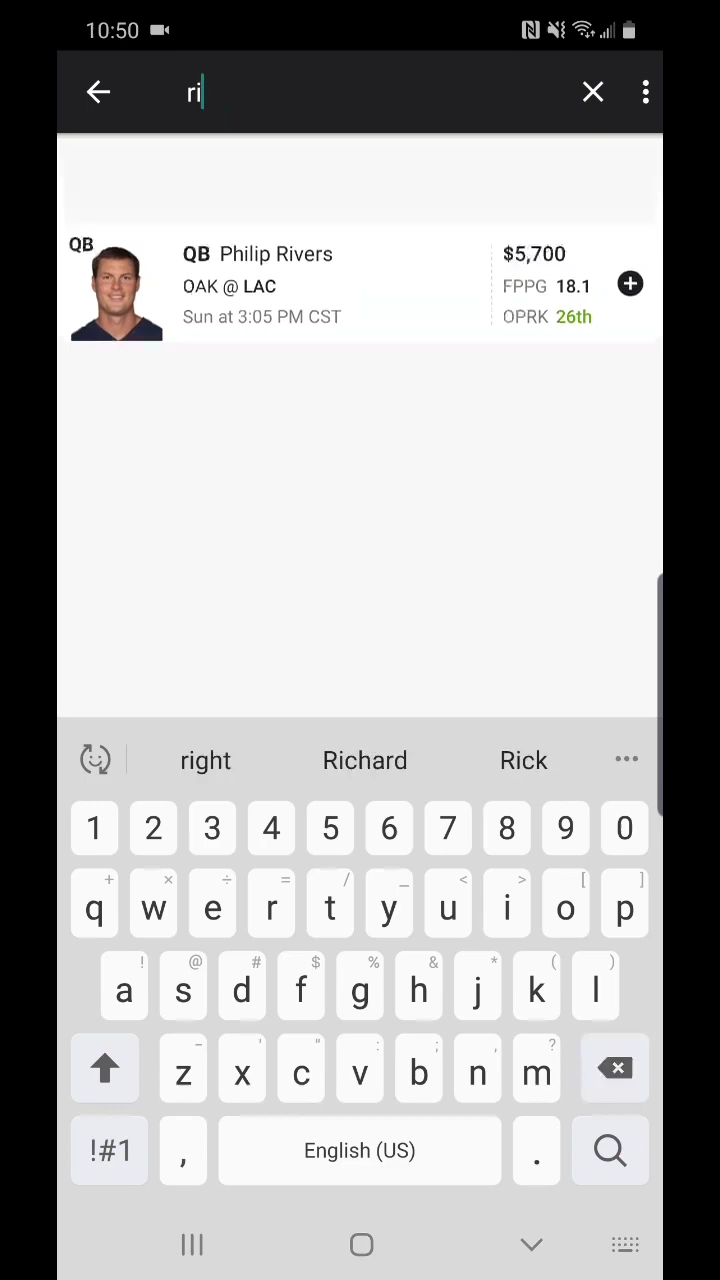 10:50
ri
QB
QB Philip Rivers
$5,700
OAK @ LAC
FPPG 18.1
Sun at 3:05 PM CST
OPRK 26th
right Richard Rick
1 2 3 4 5 6 7 8 9 0
+ × ÷ = / _ < > [ ]
q w e r t y u i o p
! @ # $ % & * ( )
a s d f g h j k l
- ' " : ; , ?
z x c v b n m
!#1 , English (US) .